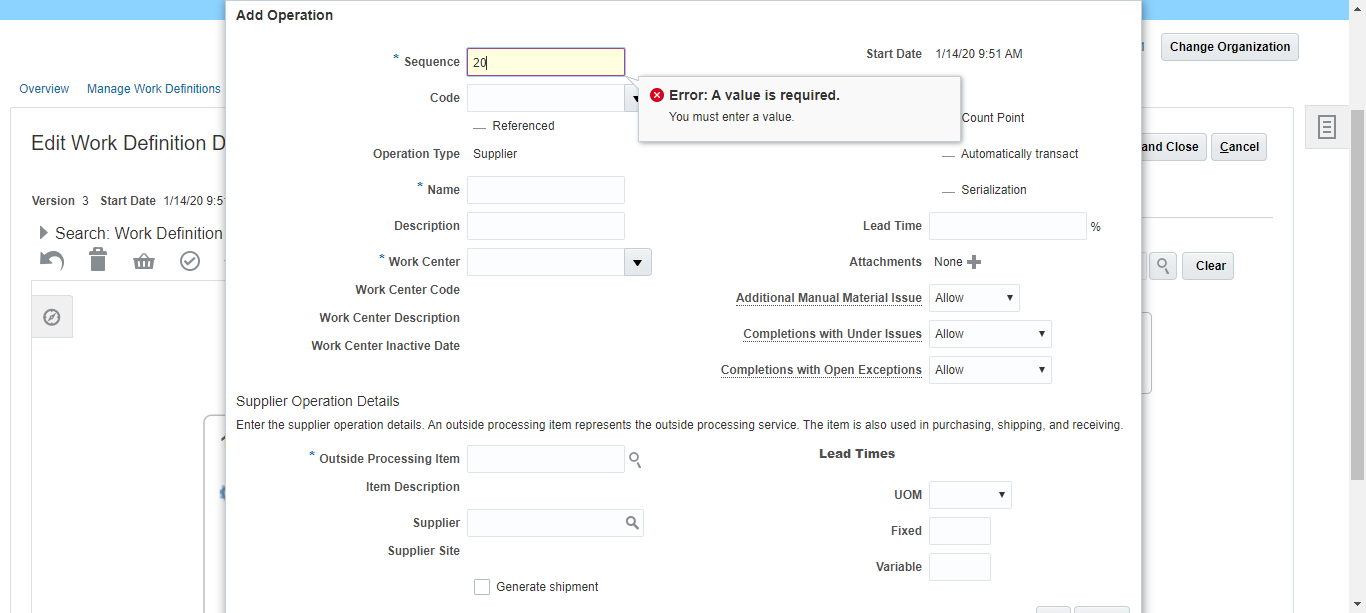 Add Operation
* Sequence 20
Start Date 1/14/20 9:51 AM
Change Organization
Overview Manage Work Definitions
Code
Error: A value is required.
You must enter a value.
Referenced
Count Point
Edit Work Definition D
and Close Cancel
Operation Type Supplier
Automatically transact
* Name
Serialization
Version 3 Start Date 1/14/20 9:5
Description
Lead Time %
Search: Work Definition
* Work Center
Attachments None
Clear
Work Center Code
Additional Manual Material Issue Allow
Work Center Description
Completions with Under Issues Allow
Work Center Inactive Date
Completions with Open Exceptions Allow
Supplier Operation Details
Enter the supplier operation details. An outside processing item represents the outside processing service. The item is also used in purchasing, shipping, and receiving.
* Outside Processing Item
Lead Times
Item Description
UOM
Supplier
Fixed
Supplier Site
Variable
Generate shipment